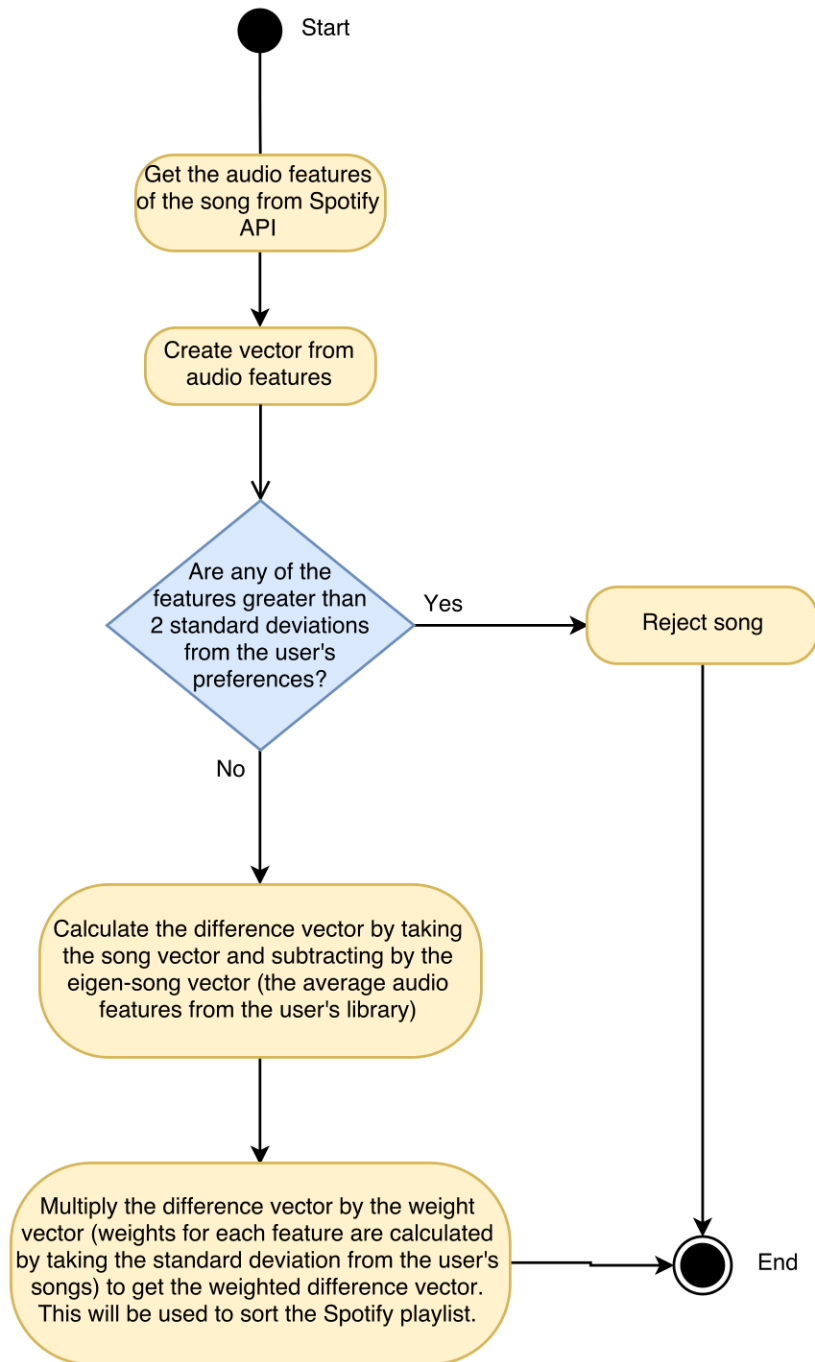 Start
Get the audio features
of the song from Spotify
API
Create vector from
audio features
Are any of the
features greater than
2 standard deviations
from the user's
preferences?
Yes
Reject song
No
Calculate the difference vector by taking
the song vector and subtracting by the
eigen-song vector (the average audio
features from the user's library)
Multiply the difference vector by the weight
vector (weights for each feature are calculated
by taking the standard deviation from the user's
songs) to get the weighted difference vector.
This will be used to sort the Spotify playlist.
End